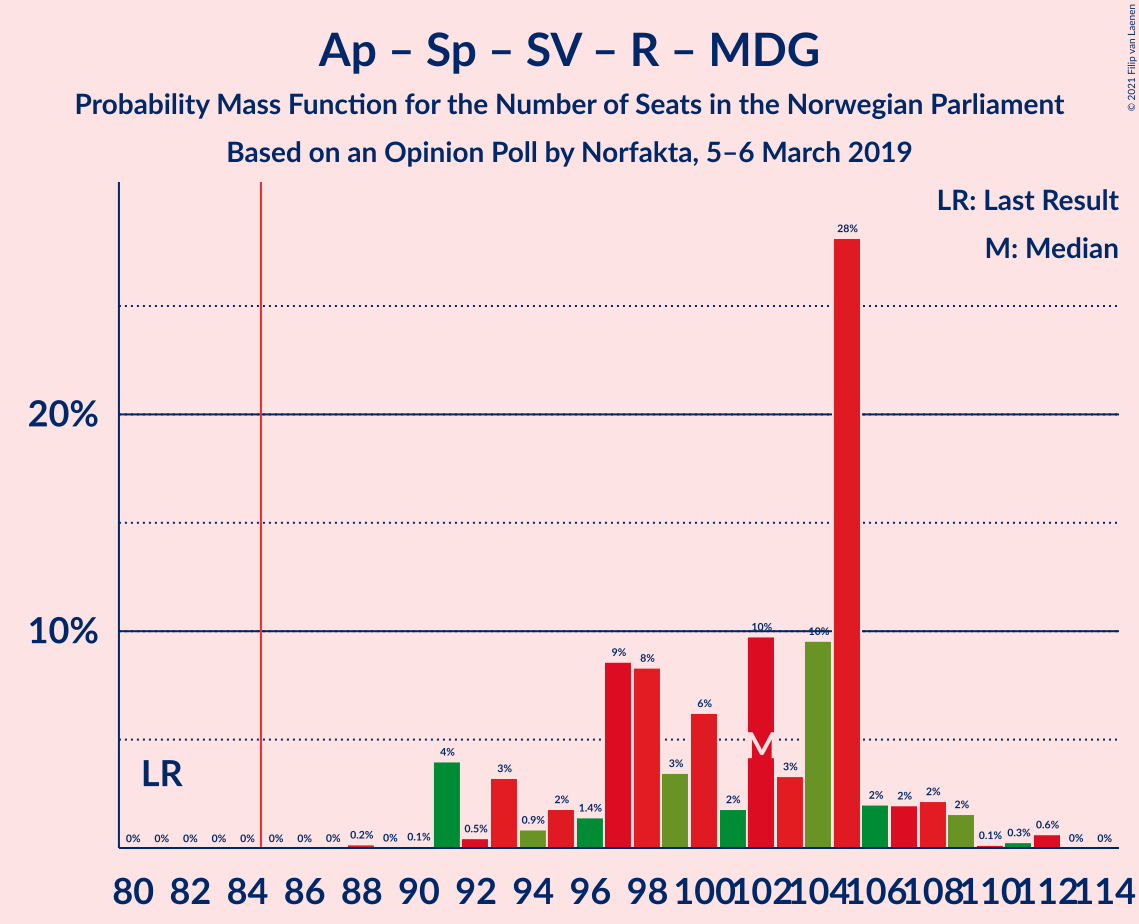 © 2021 Filip van Laenen
Ap – Sp – SV – R – MDG
Probability Mass Function for the Number of Seats in the Norwegian Parliament
Based on an Opinion Poll by Norfakta, 5–6 March 2019
LR: Last Result
M: Median
28%
20%
10%
10% 10%
9% 8%
6%
4% 3% 3% 3%
M
LR
0% 0% 0% 0% 0% 0% 0% 0% 0.2% 0% 0.1% 0.5% 0.9% 2% 1.4% 2% 2% 2% 2% 2% 0.1% 0.3% 0.6% 0% 0%
80 82 84 86 88 90 92 94 96 98 100 102 104 106 108 110 112 114